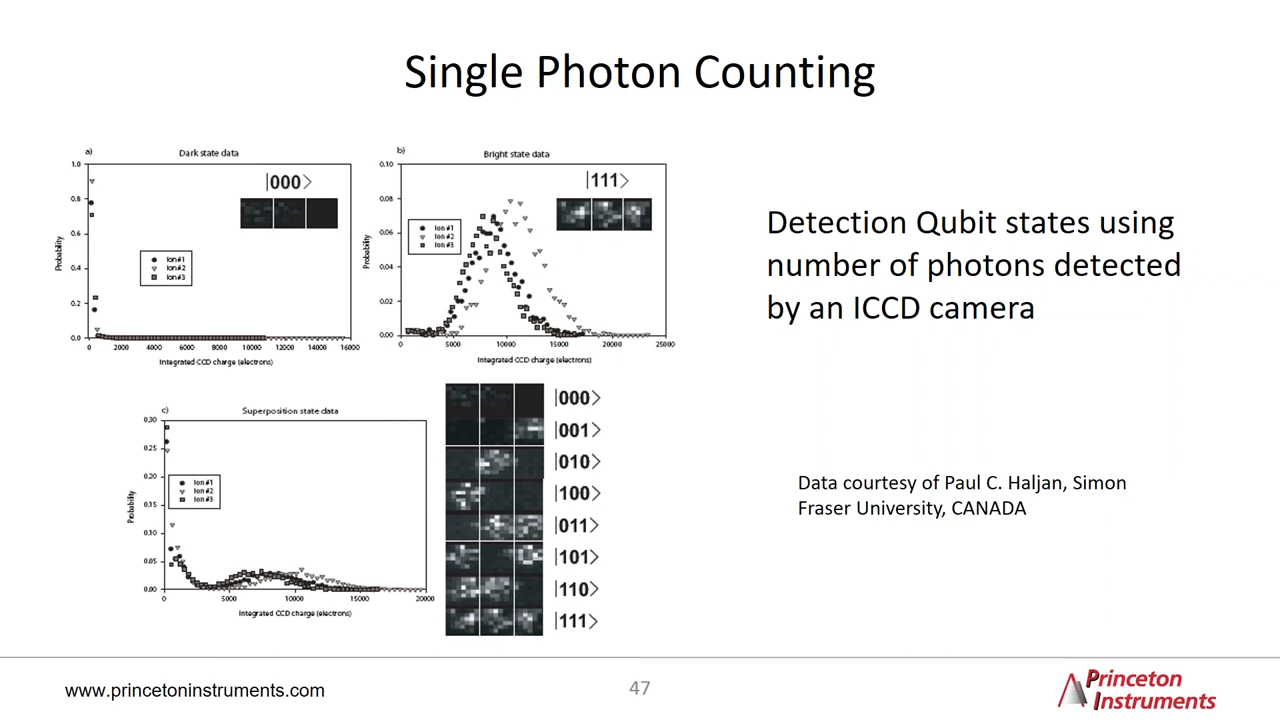 Single Photon Counting
a)
Dark state data
|000>
1.0
0.8
0.6
0.4
0.2
0.0
Probability
Ion #1
Ion #2
Ion #3
0 2000 4000 6000 8000 10000 12000 14000 16000
Integrated CCD charge (electrons)
b)
Bright state data
|111>
0.10
0.08
0.06
0.04
0.02
0.00
Probability
Ion #1
Ion #2
Ion #3
0 5000 10000 15000 20000 25000
Integrated CCD charge (electrons)
Detection Qubit states using
number of photons detected
by an ICCD camera
c)
Superposition state data
0.30
0.25
0.20
0.15
0.10
0.05
0.00
Probability
Ion #1
Ion #2
Ion #3
0 5000 10000 15000 20000
Integrated CCD charge (electrons)
|000>
|001>
|010>
|100>
|011>
|101>
|110>
|111>
Data courtesy of Paul C. Haljan, Simon
Fraser University, CANADA
www.princetoninstruments.com
47
Princeton
Instruments